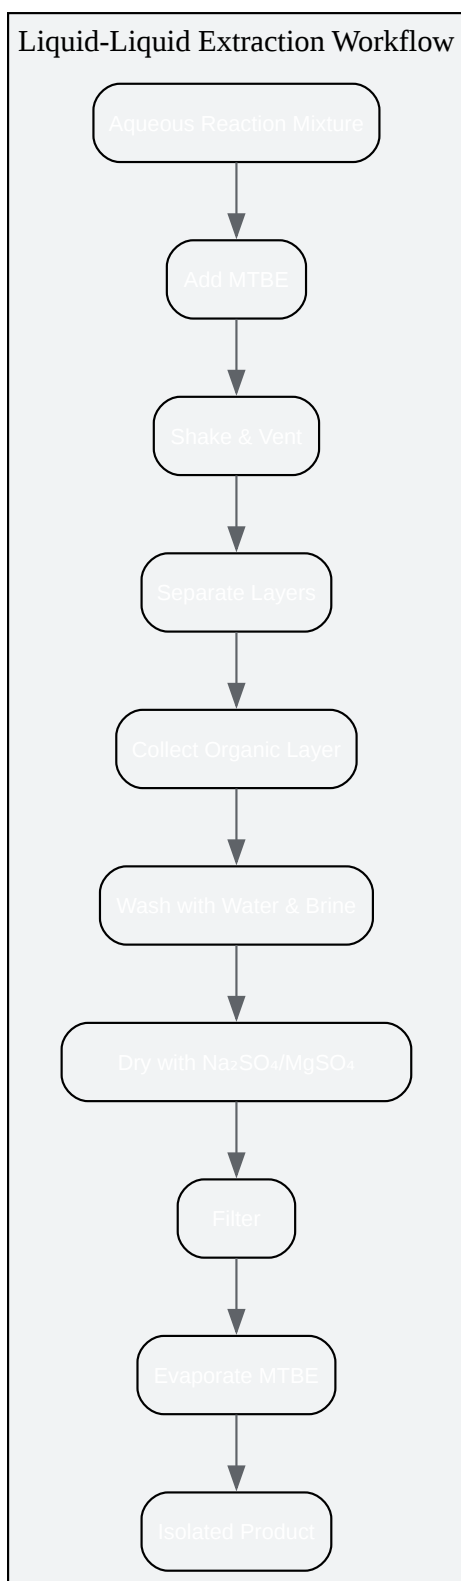 Liquid-Liquid Extraction Workflow
Aqueous Reaction Mixture
Add MTBE
Shake & Vent
Separate Layers
Collect Organic Layer
Wash with Water & Brine
Dry with Na₂SO₄/MgSO₄
Filter
Evaporate MTBE
Isolated Product